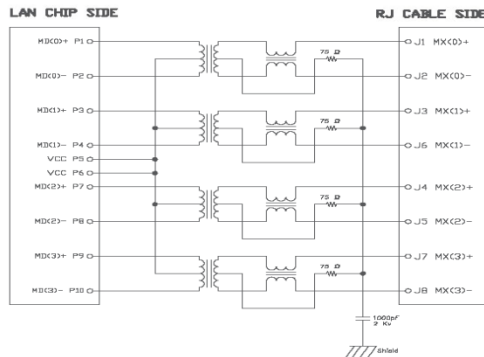 LAN CHIP SIDE
RJ CABLE SIDE
MD(0)+ P1
MD(0)- P2
MD(1)+ P3
MD(1)- P4
VCC P5
VCC P6
MD(2)+ P7
MD(2)- P8
MD(3)+ P9
MD(3)- P10
75 Ω
75 Ω
75 Ω
75 Ω
J1 MX(0)+
J2 MX(0)-
J3 MX(1)+
J6 MX(1)-
J4 MX(2)+
J5 MX(2)-
J7 MX(3)+
J8 MX(3)-
1000pf
2 Kv
Shield